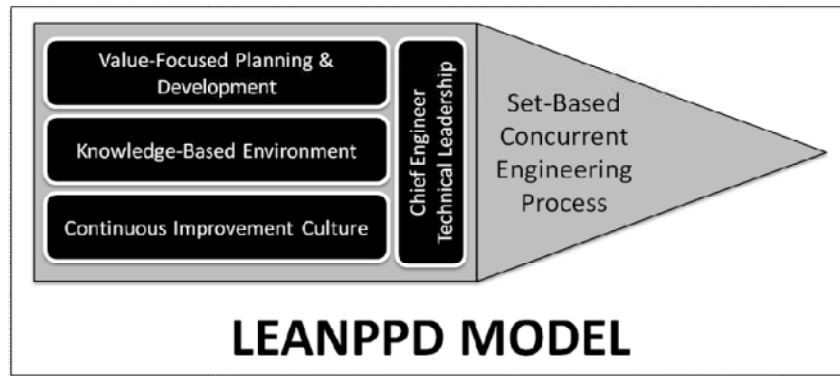 Value-Focused Planning &
Development
Knowledge-Based Environment
Continuous Improvement Culture
Chief Engineer
Technical Leadership
Set-Based
Concurrent
Engineering
Process
LEANPPD MODEL